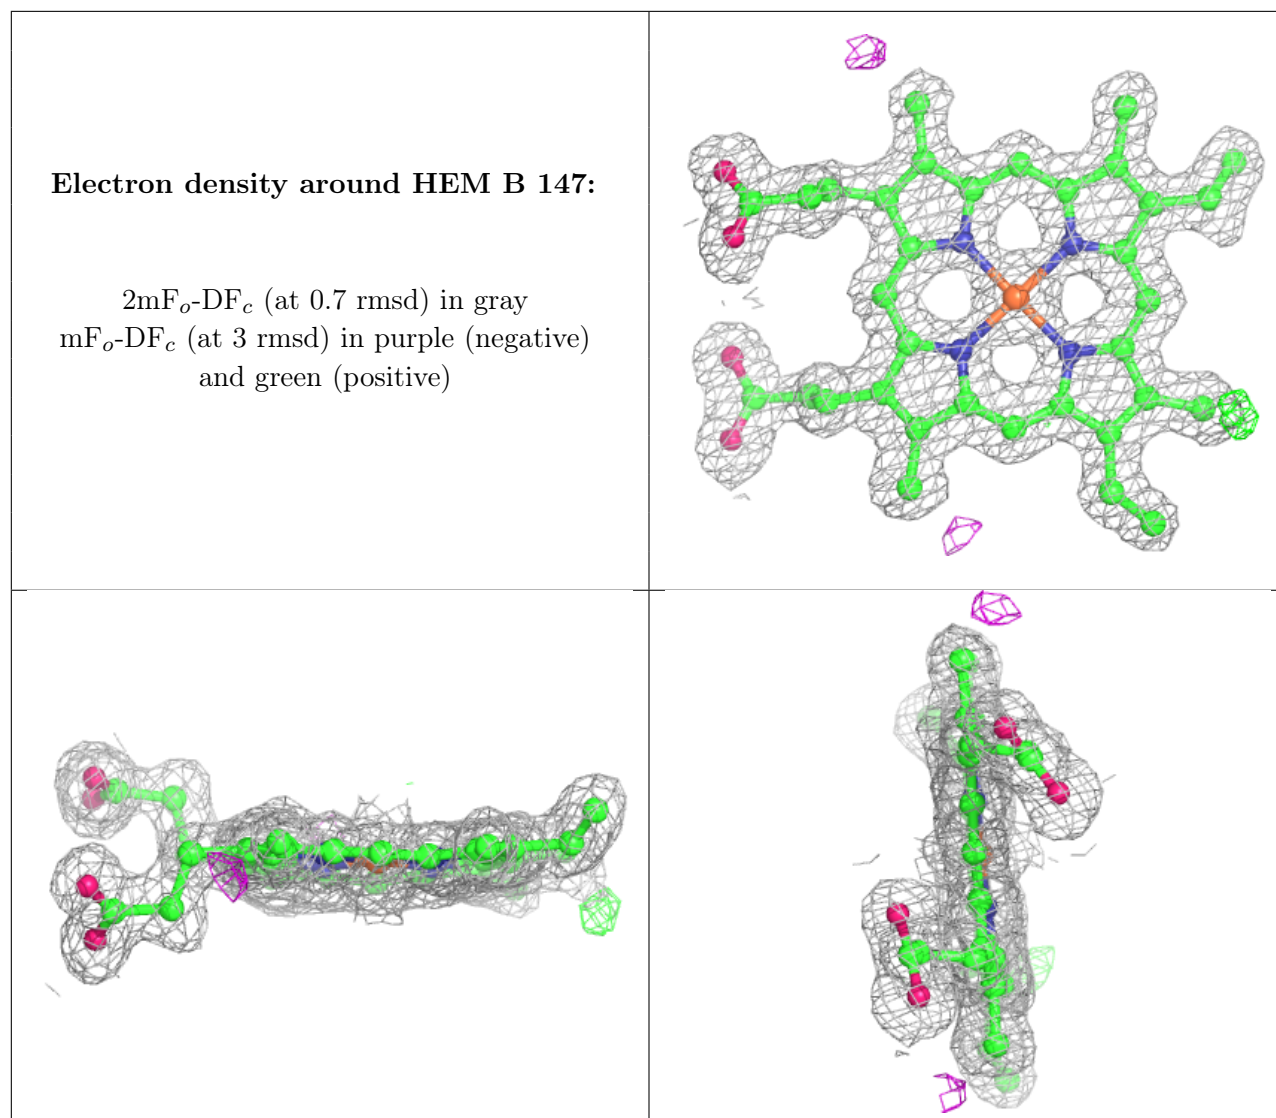 Electron density around HEM B 147:
2mFo-DFc (at 0.7 rmsd) in gray
mFo-DFc (at 3 rmsd) in purple (negative)
and green (positive)